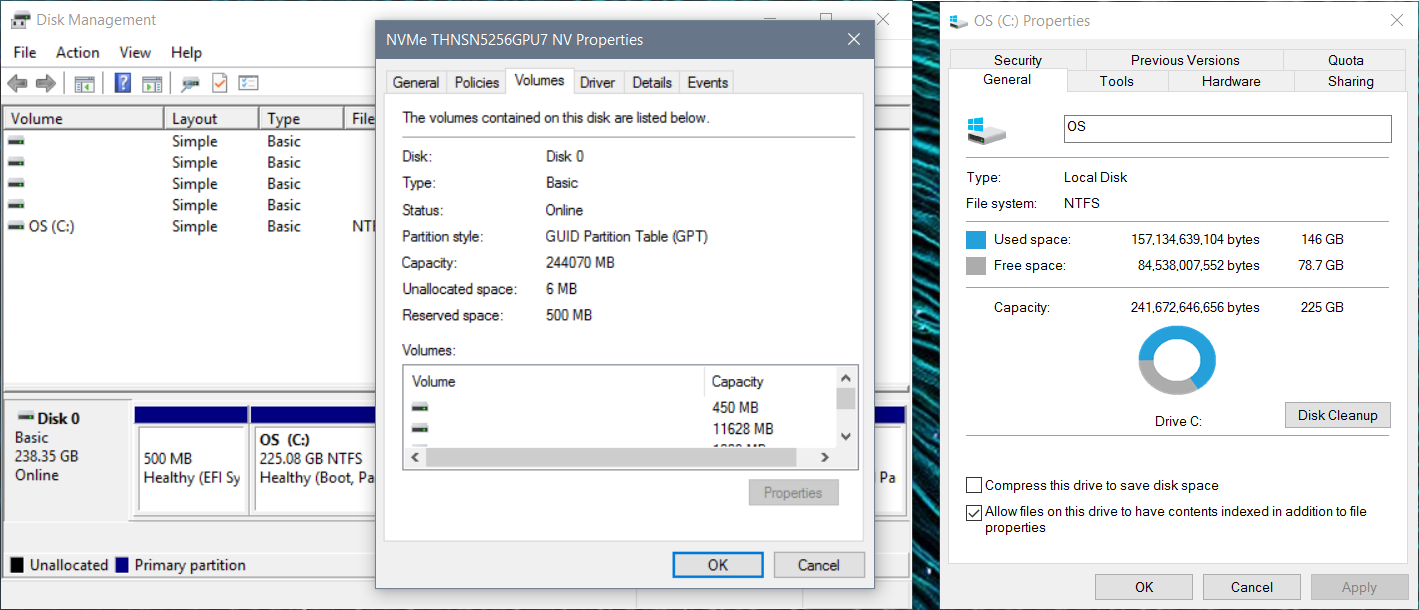 Disk Management
File Action View Help
Volume Layout Type File
Simple Basic
Simple Basic
Simple Basic
Simple Basic
OS (C:) Simple Basic NTF
Disk 0
Basic
238.35 GB
Online
500 MB
Healthy (EFI Sy
OS (C:)
225.08 GB NTFS
Healthy (Boot, Pa
Pa
Unallocated Primary partition
NVMe THNSN5256GPU7 NV Properties
General Policies Volumes Driver Details Events
The volumes contained on this disk are listed below.
Disk: Disk 0
Type: Basic
Status: Online
Partition style: GUID Partition Table (GPT)
Capacity: 244070 MB
Unallocated space: 6 MB
Reserved space: 500 MB
Volumes:
Volume Capacity
450 MB
11628 MB
Properties
OK Cancel
OS (C:) Properties
Security Previous Versions Quota
General Tools Hardware Sharing
OS
Type: Local Disk
File system: NTFS
Used space: 157,134,639,104 bytes 146 GB
Free space: 84,538,007,552 bytes 78.7 GB
Capacity: 241,672,646,656 bytes 225 GB
Drive C:
Disk Cleanup
Compress this drive to save disk space
Allow files on this drive to have contents indexed in addition to file
properties
OK Cancel Apply